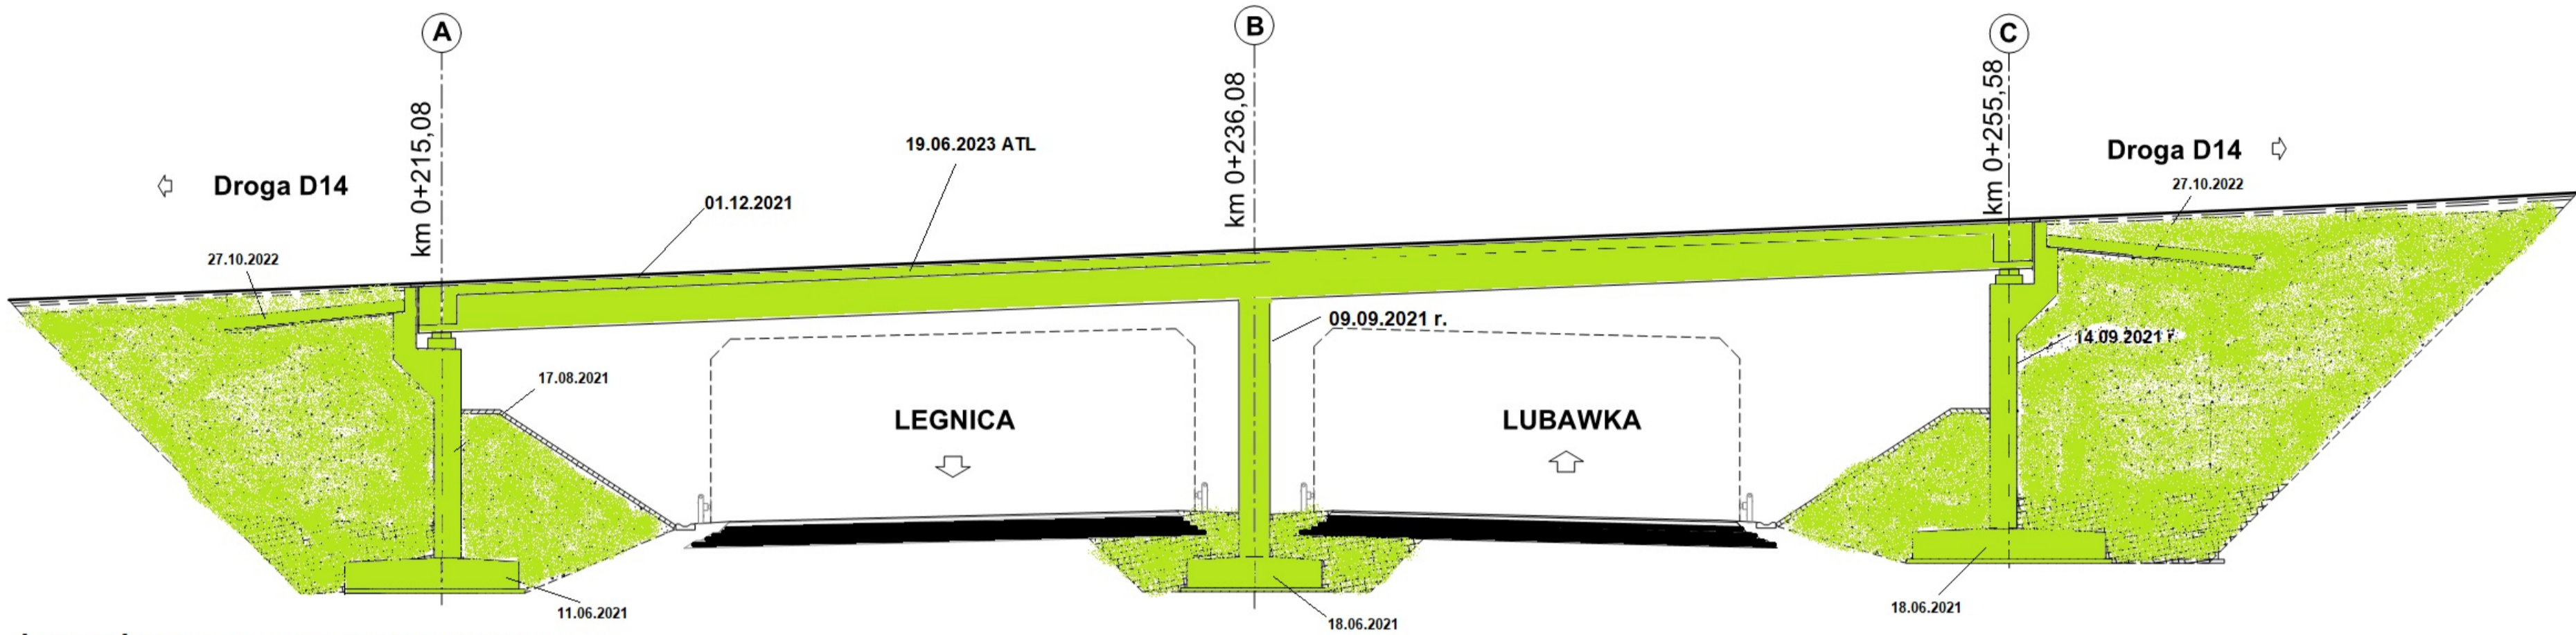 A
B
C
km 0+215,08
km 0+236,08
km 0+255,58
19.06.2023 ATL
Droga D14
Droga D14
27.10.2022
01.12.2021
27.10.2022
09.09.2021 r.
14.09.2021 r
17.08.2021
LEGNICA
LUBAWKA
11.06.2021
18.06.2021
18.06.2021